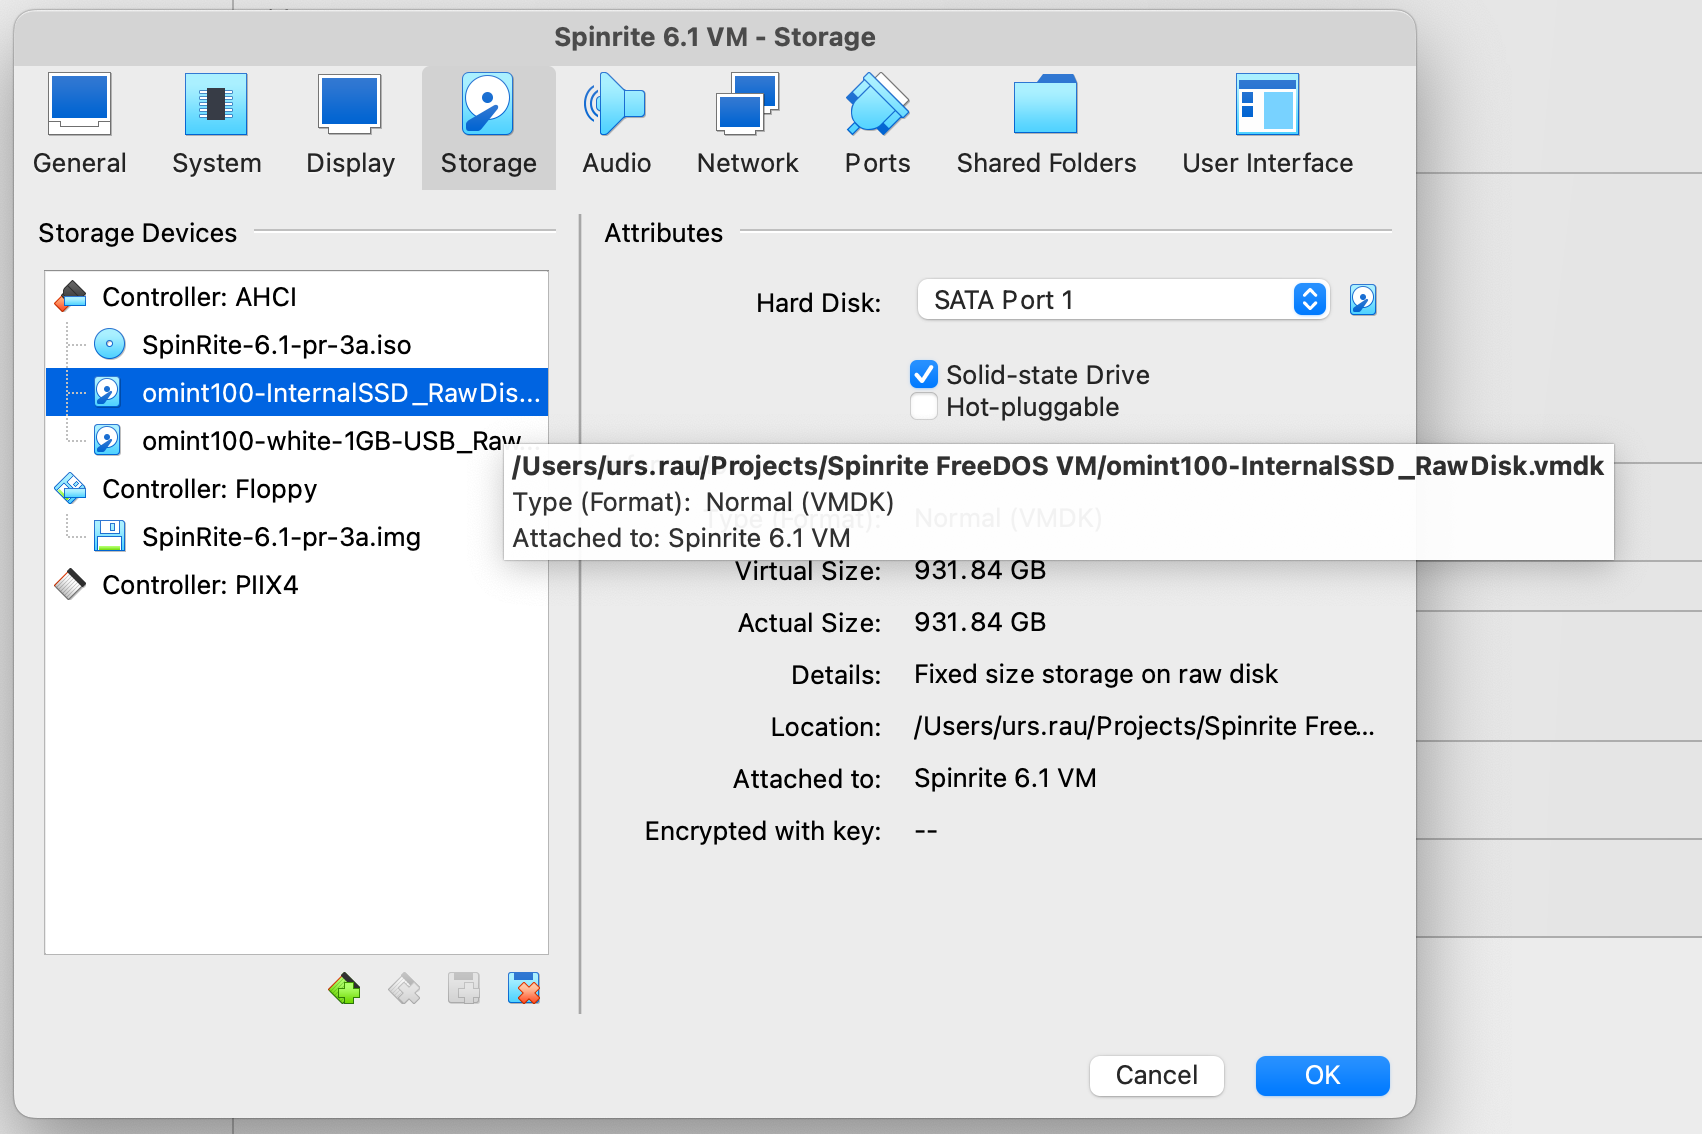 Spinrite 6.1 VM - Storage
General System Display Storage Audio Network Ports Shared Folders User Interface
Storage Devices
Controller: AHCI
SpinRite-6.1-pr-3a.iso
omint100-InternalSSD_RawDis...
omint100-white-1GB-USB_Raw...
Controller: Floppy
SpinRite-6.1-pr-3a.img
Controller: PIIX4
Attributes
Hard Disk: SATA Port 1
Solid-state Drive
Hot-pluggable
/Users/urs.rau/Projects/Spinrite FreeDOS VM/omint100-InternalSSD_RawDisk.vmdk
Type (Format): Normal (VMDK)
Attached to: Spinrite 6.1 VM
Type (Format): Normal (VMDK)
Virtual Size: 931.84 GB
Actual Size: 931.84 GB
Details: Fixed size storage on raw disk
Location: /Users/urs.rau/Projects/Spinrite Free...
Attached to: Spinrite 6.1 VM
Encrypted with key: --
Cancel OK